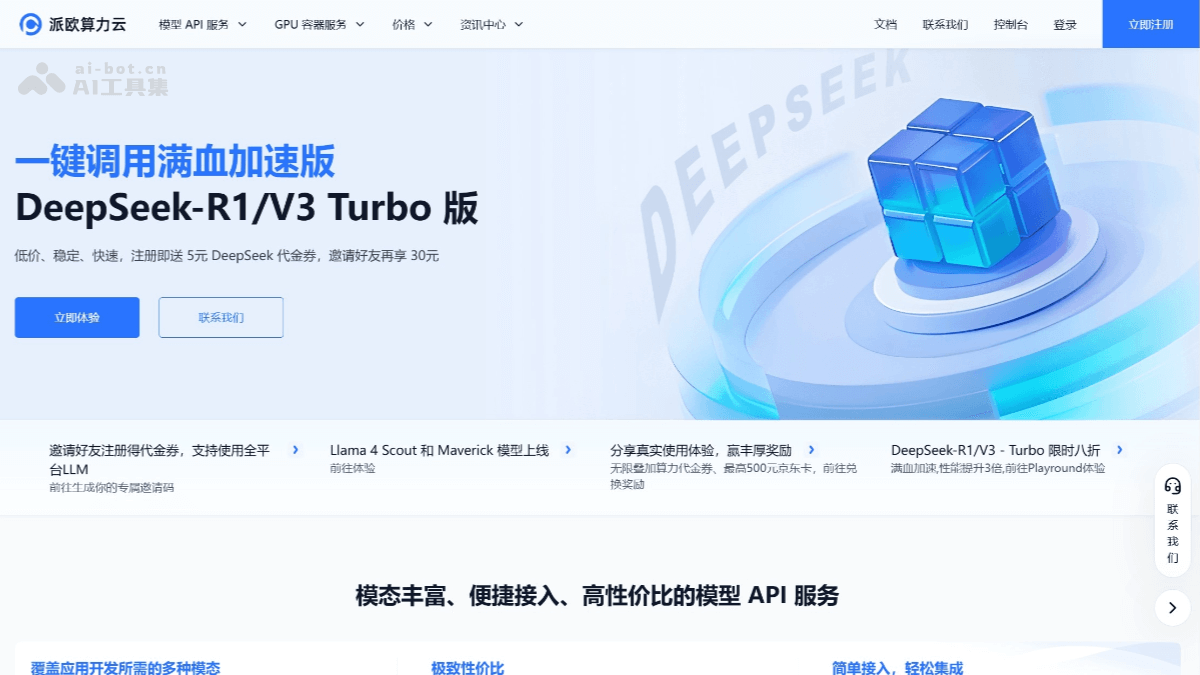 派欧算力云
模型 API 服务
GPU 容器服务
价格
资讯中心
文档
联系我们
控制台
登录
立即注册
ai-bot.cn
AI工具集
DEEPSEEK
一键调用满血加速版
DeepSeek-R1/V3 Turbo 版
低价、稳定、快速，注册即送 5元 DeepSeek 代金券，邀请好友再享 30元
立即体验
联系我们
邀请好友注册得代金券，支持使用全平
台LLM
前往生成你的专属邀请码
Llama 4 Scout 和 Maverick 模型上线
前往体验
分享真实使用体验，赢丰厚奖励
无限叠加算力代金券、最高500元京东卡，前往兑
换奖励
DeepSeek-R1/V3 - Turbo 限时八折
满血加速,性能提升3倍,前往Playround体验
联
系
我
们
模态丰富、便捷接入、高性价比的模型 API 服务
覆盖应用开发所需的多种模态
极致性价比
简单接入，轻松集成